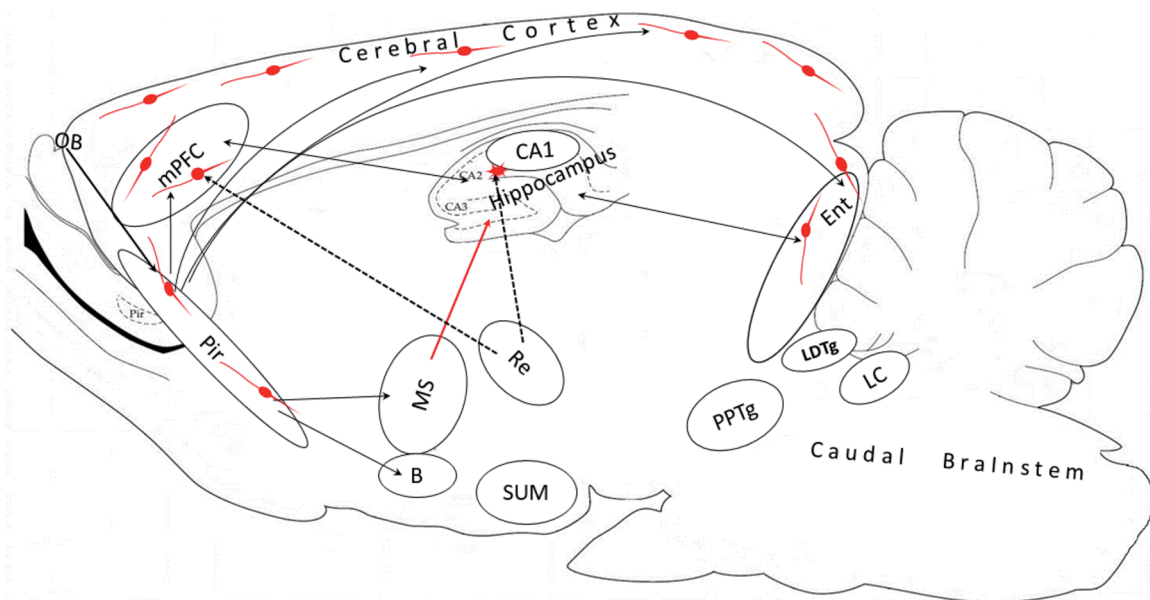 Cerebral Cortex
OB
mPFC
CA1
CA2
Hippocampus
CA3
Ent
Pir
Pir
MS
Re
LDTg
LC
PPTg
B
SUM
Caudal BraInstem